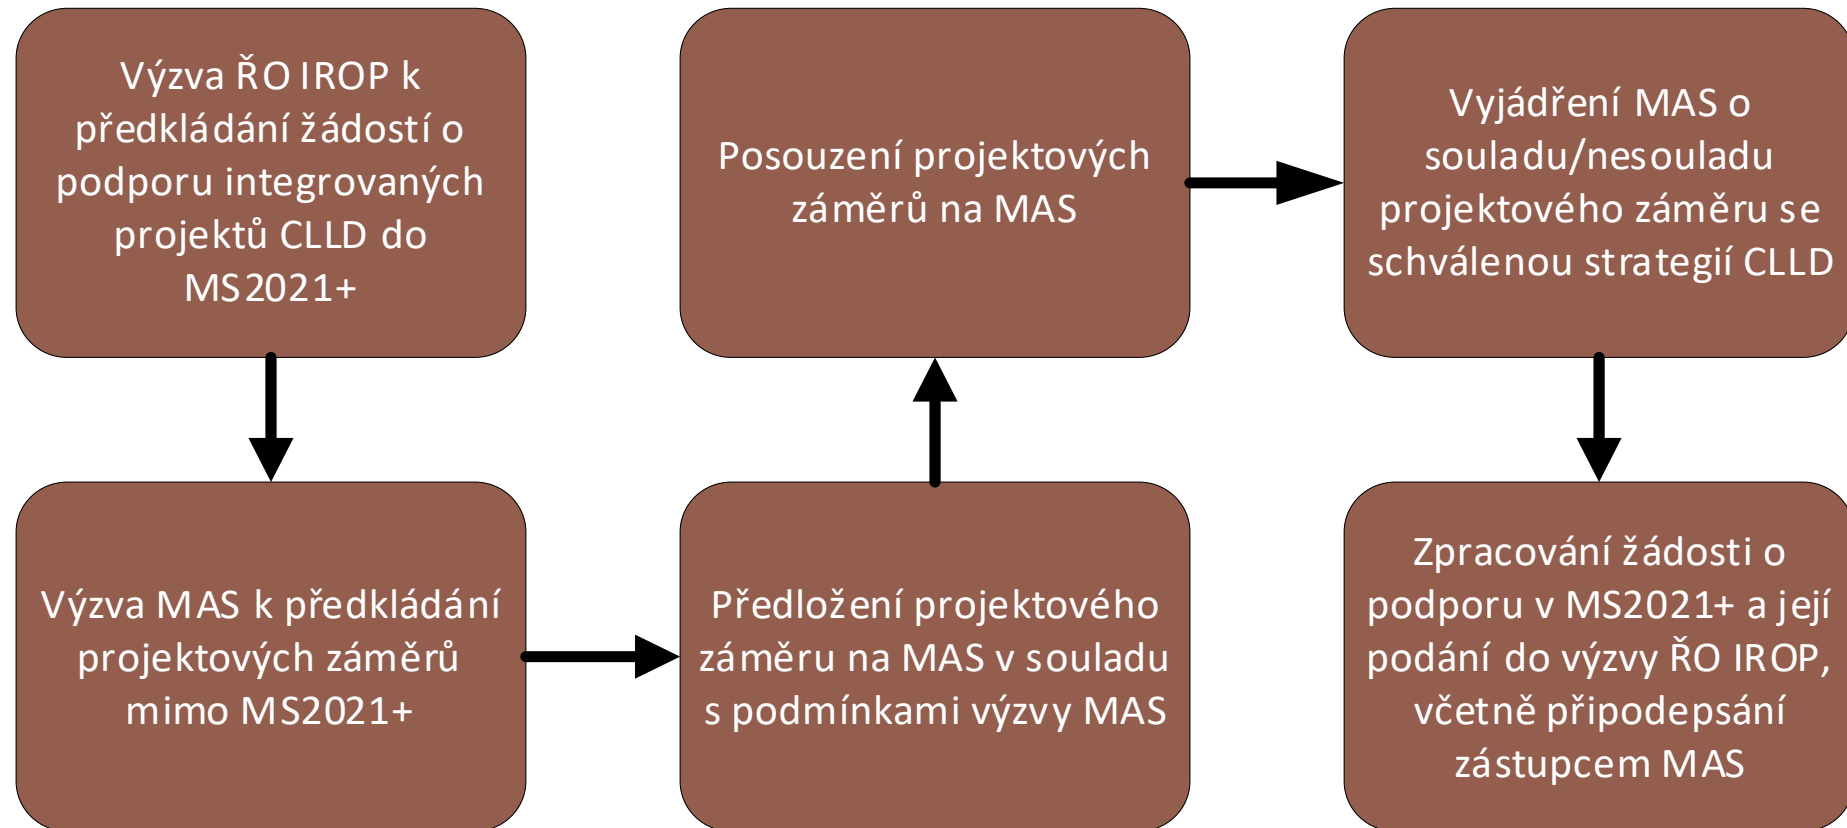 Výzva ŘO IROP k
předkládání žádostí o
podporu integrovaných
projektů CLLD do
MS2021+
Výzva MAS k předkládání
projektových záměrů
mimo MS2021+
Předložení projektového
záměru na MAS v souladu
s podmínkami výzvy MAS
Posouzení projektových
záměrů na MAS
Vyjádření MAS o
souladu/nesouladu
projektového záměru se
schválenou strategií CLLD
Zpracování žádosti o
podporu v MS2021+ a její
podání do výzvy ŘO IROP,
včetně připodepsání
zástupcem MAS